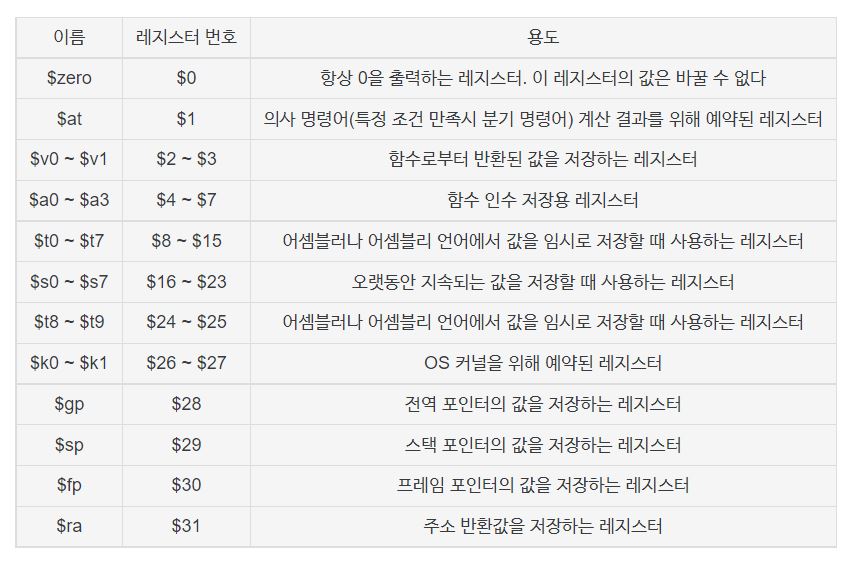 이름 레지스터 번호 용도
$zero $0 항상 0을 출력하는 레지스터. 이 레지스터의 값은 바꿀 수 없다
$at $1 의사 명령어(특정 조건 만족시 분기 명령어) 계산 결과를 위해 예약된 레지스터
$v0 ~ $v1 $2 ~ $3 함수로부터 반환된 값을 저장하는 레지스터
$a0 ~ $a3 $4 ~ $7 함수 인수 저장용 레지스터
$t0 ~ $t7 $8 ~ $15 어셈블러나 어셈블리 언어에서 값을 임시로 저장할 때 사용하는 레지스터
$s0 ~ $s7 $16 ~ $23 오랫동안 지속되는 값을 저장할 때 사용하는 레지스터
$t8 ~ $t9 $24 ~ $25 어셈블러나 어셈블리 언어에서 값을 임시로 저장할 때 사용하는 레지스터
$k0 ~ $k1 $26 ~ $27 OS 커널을 위해 예약된 레지스터
$gp $28 전역 포인터의 값을 저장하는 레지스터
$sp $29 스택 포인터의 값을 저장하는 레지스터
$fp $30 프레임 포인터의 값을 저장하는 레지스터
$ra $31 주소 반환값을 저장하는 레지스터